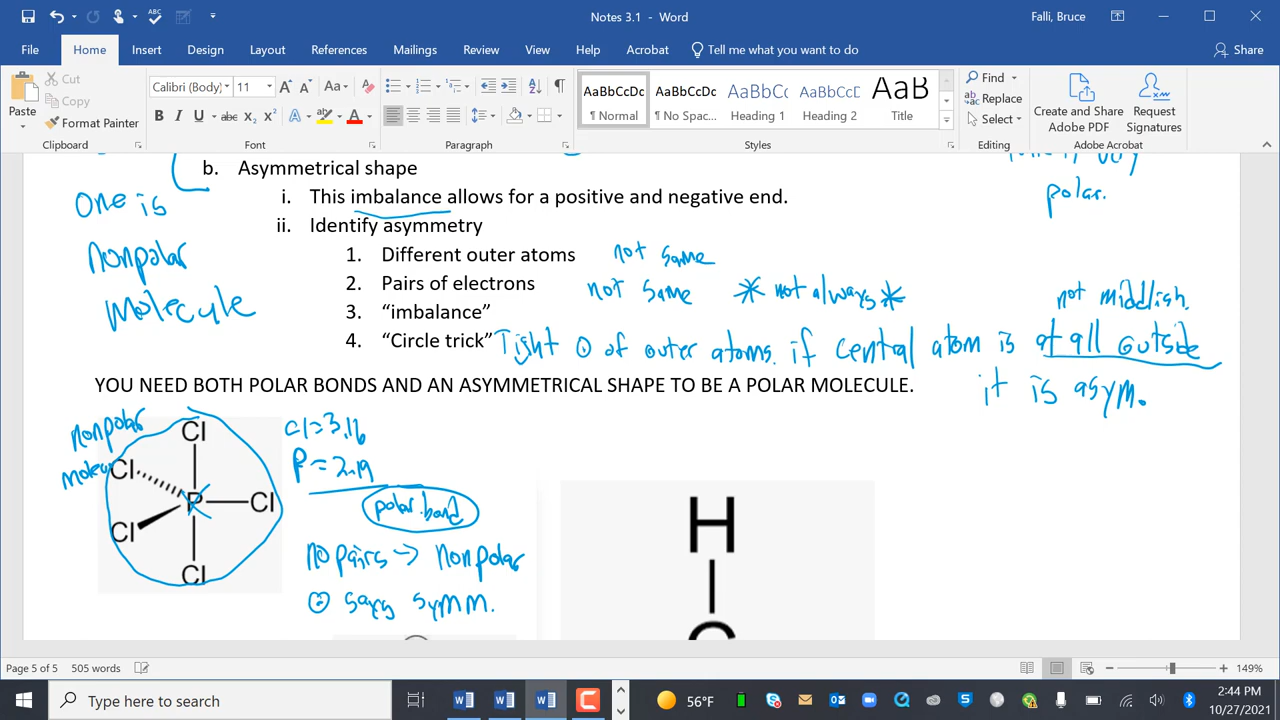 Notes 3.1 - Word
Falli, Bruce
File Home Insert Design Layout References Mailings Review View Help Acrobat Tell me what you want to do Share
Paste
Cut
Copy
Format Painter
Clipboard
Calibri (Body) 11
Font
Paragraph
AaBbCcDc ¶ Normal
AaBbCcDc ¶ No Spac...
AaBbCc Heading 1
AaBbCcD Heading 2
AaB Title
Styles
Find
Replace
Select
Editing
Create and Share Adobe PDF
Request Signatures
Adobe Acrobat
b. Asymmetrical shape
i. This imbalance allows for a positive and negative end.
polar.
One is
nonpolar
molecule
ii. Identify asymmetry
1. Different outer atoms not same
2. Pairs of electrons not same * not always *
3. "imbalance"
not middlish.
4. "Circle trick" Tight ⊙ of outer atoms. if central atom is at all outside
it is asym.
YOU NEED BOTH POLAR BONDS AND AN ASYMMETRICAL SHAPE TO BE A POLAR MOLECULE.
nonpolar
Cl
Cl
P
Cl
Cl
Cl
Cl=3.16
P=2.19
polar bond
no pairs → nonpolar
⊙ says symm.
H
Page 5 of 5 505 words
149%
Type here to search
56°F
2:44 PM
10/27/2021